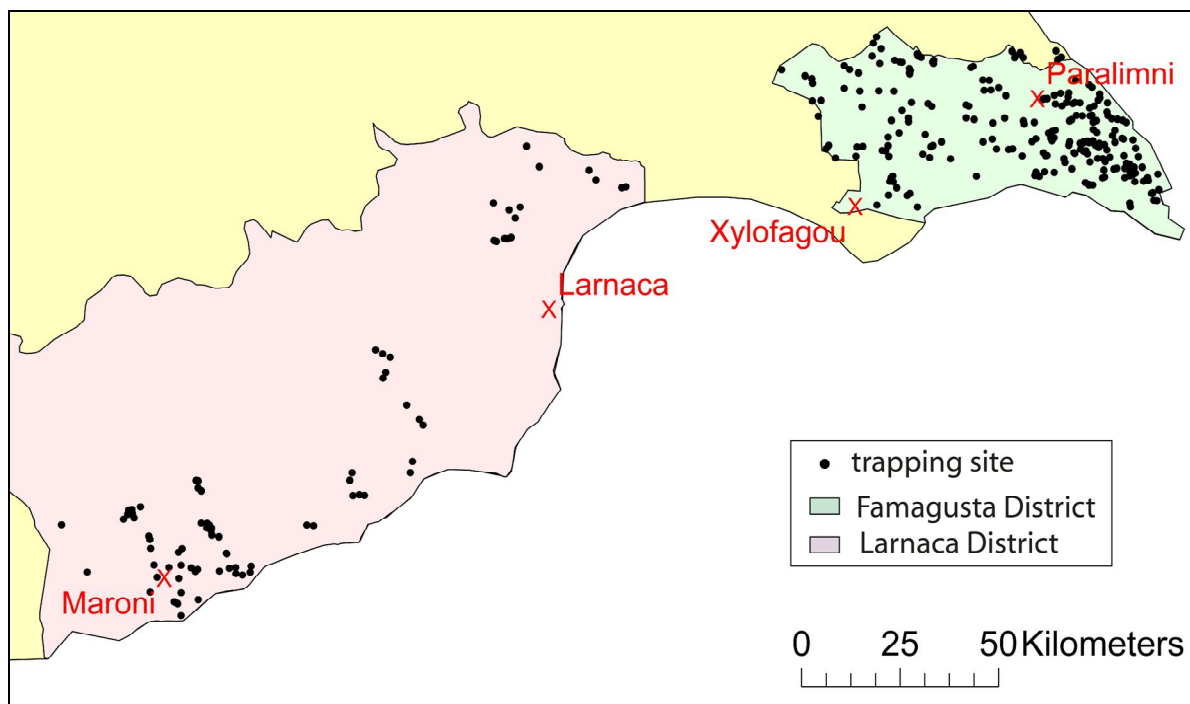 Paralimni
Xylofagou
Larnaca
Maroni
trapping site
Famagusta District
Larnaca District
0 25 50 Kilometers